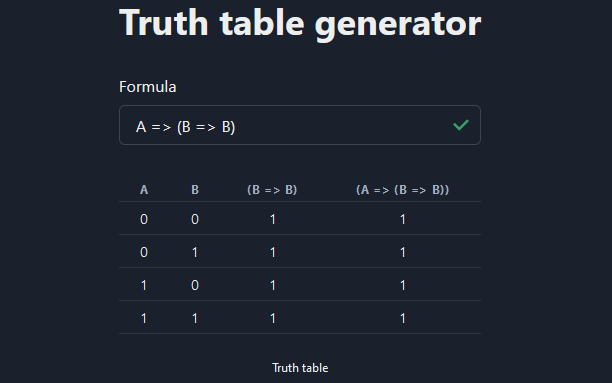 Truth table generator
Formula
A => (B => B)
A B (B => B) (A => (B => B))
0 0 1 1
0 1 1 1
1 0 1 1
1 1 1 1
Truth table